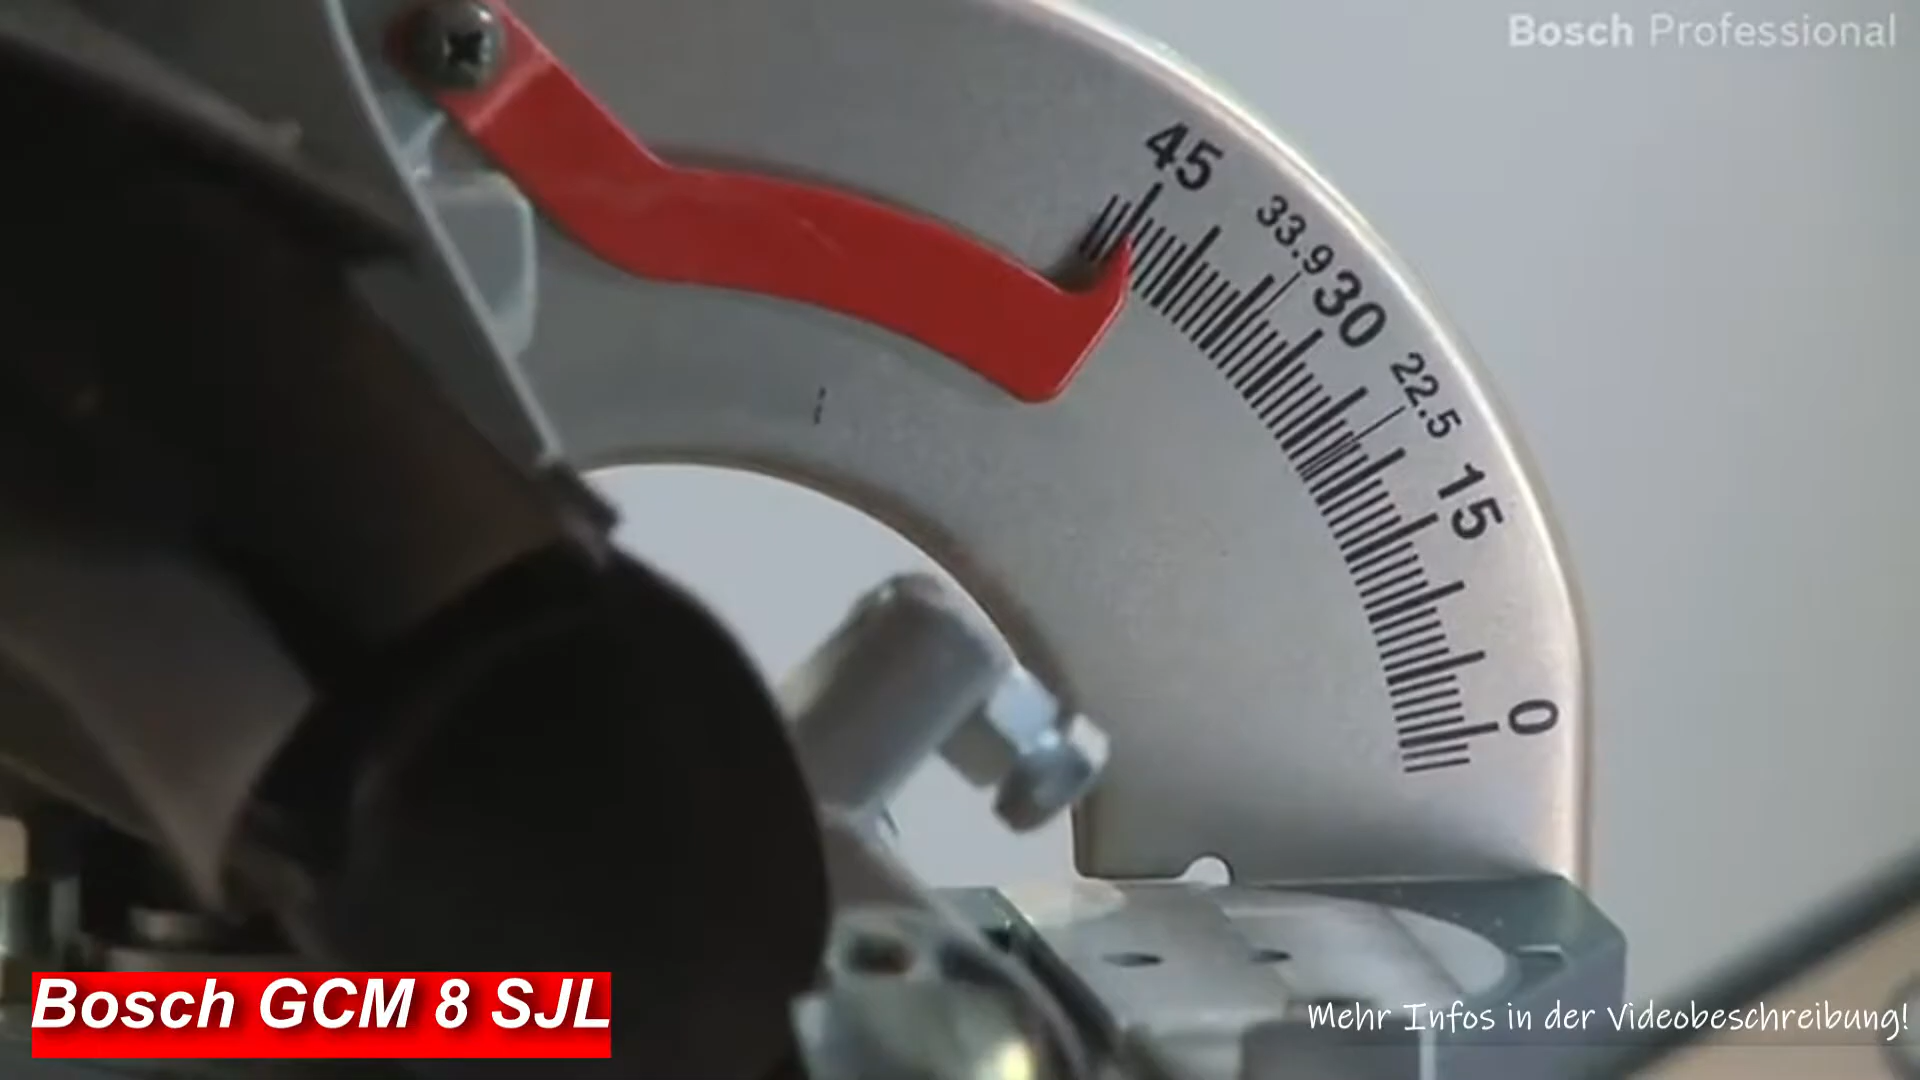 Bosch Professional
45
33.9
30
22.5
15
0
Bosch GCM 8 SJL
Mehr Infos in der Videobeschreibung!